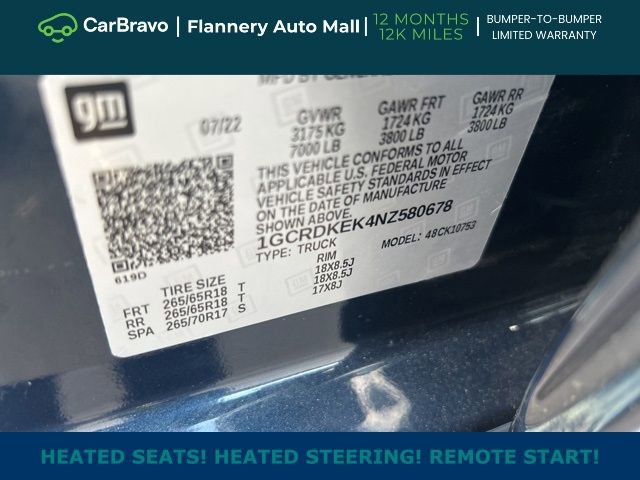 CarBravo | Flannery Auto Mall | 12 MONTHS 12K MILES | BUMPER-TO-BUMPER LIMITED WARRANTY
gm
MFD BY
07/22
GVWR
3175 KG
7000 LB
GAWR FRT
1724 KG
3800 LB
GAWR RR
1724 KG
3800 LB
THIS VEHICLE CONFORMS TO ALL
APPLICABLE U.S. FEDERAL MOTOR
VEHICLE SAFETY STANDARDS IN EFFECT
ON THE DATE OF MANUFACTURE
SHOWN ABOVE.
1GCRDKEK4NZ580678
TYPE: TRUCK
MODEL: 48CK10753
619D
TIRE SIZE RIM
FRT 265/65R18 T 18X8.5J
RR 265/65R18 T 18X8.5J
SPA 265/70R17 S 17X8J
HEATED SEATS! HEATED STEERING! REMOTE START!